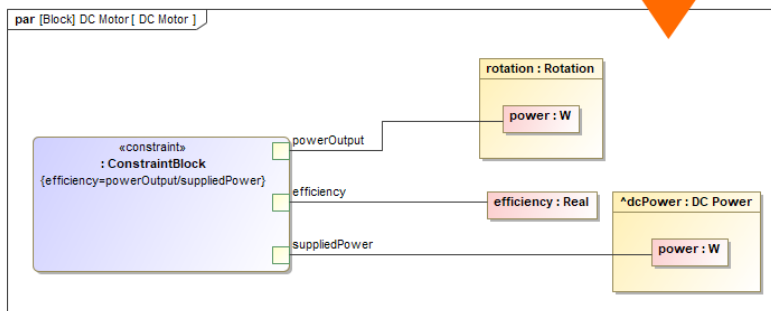 par [Block] DC Motor [ DC Motor ]
rotation : Rotation
power : W
«constraint»
: ConstraintBlock
{efficiency=powerOutput/suppliedPower}
powerOutput
efficiency
efficiency : Real
^dcPower : DC Power
suppliedPower
power : W